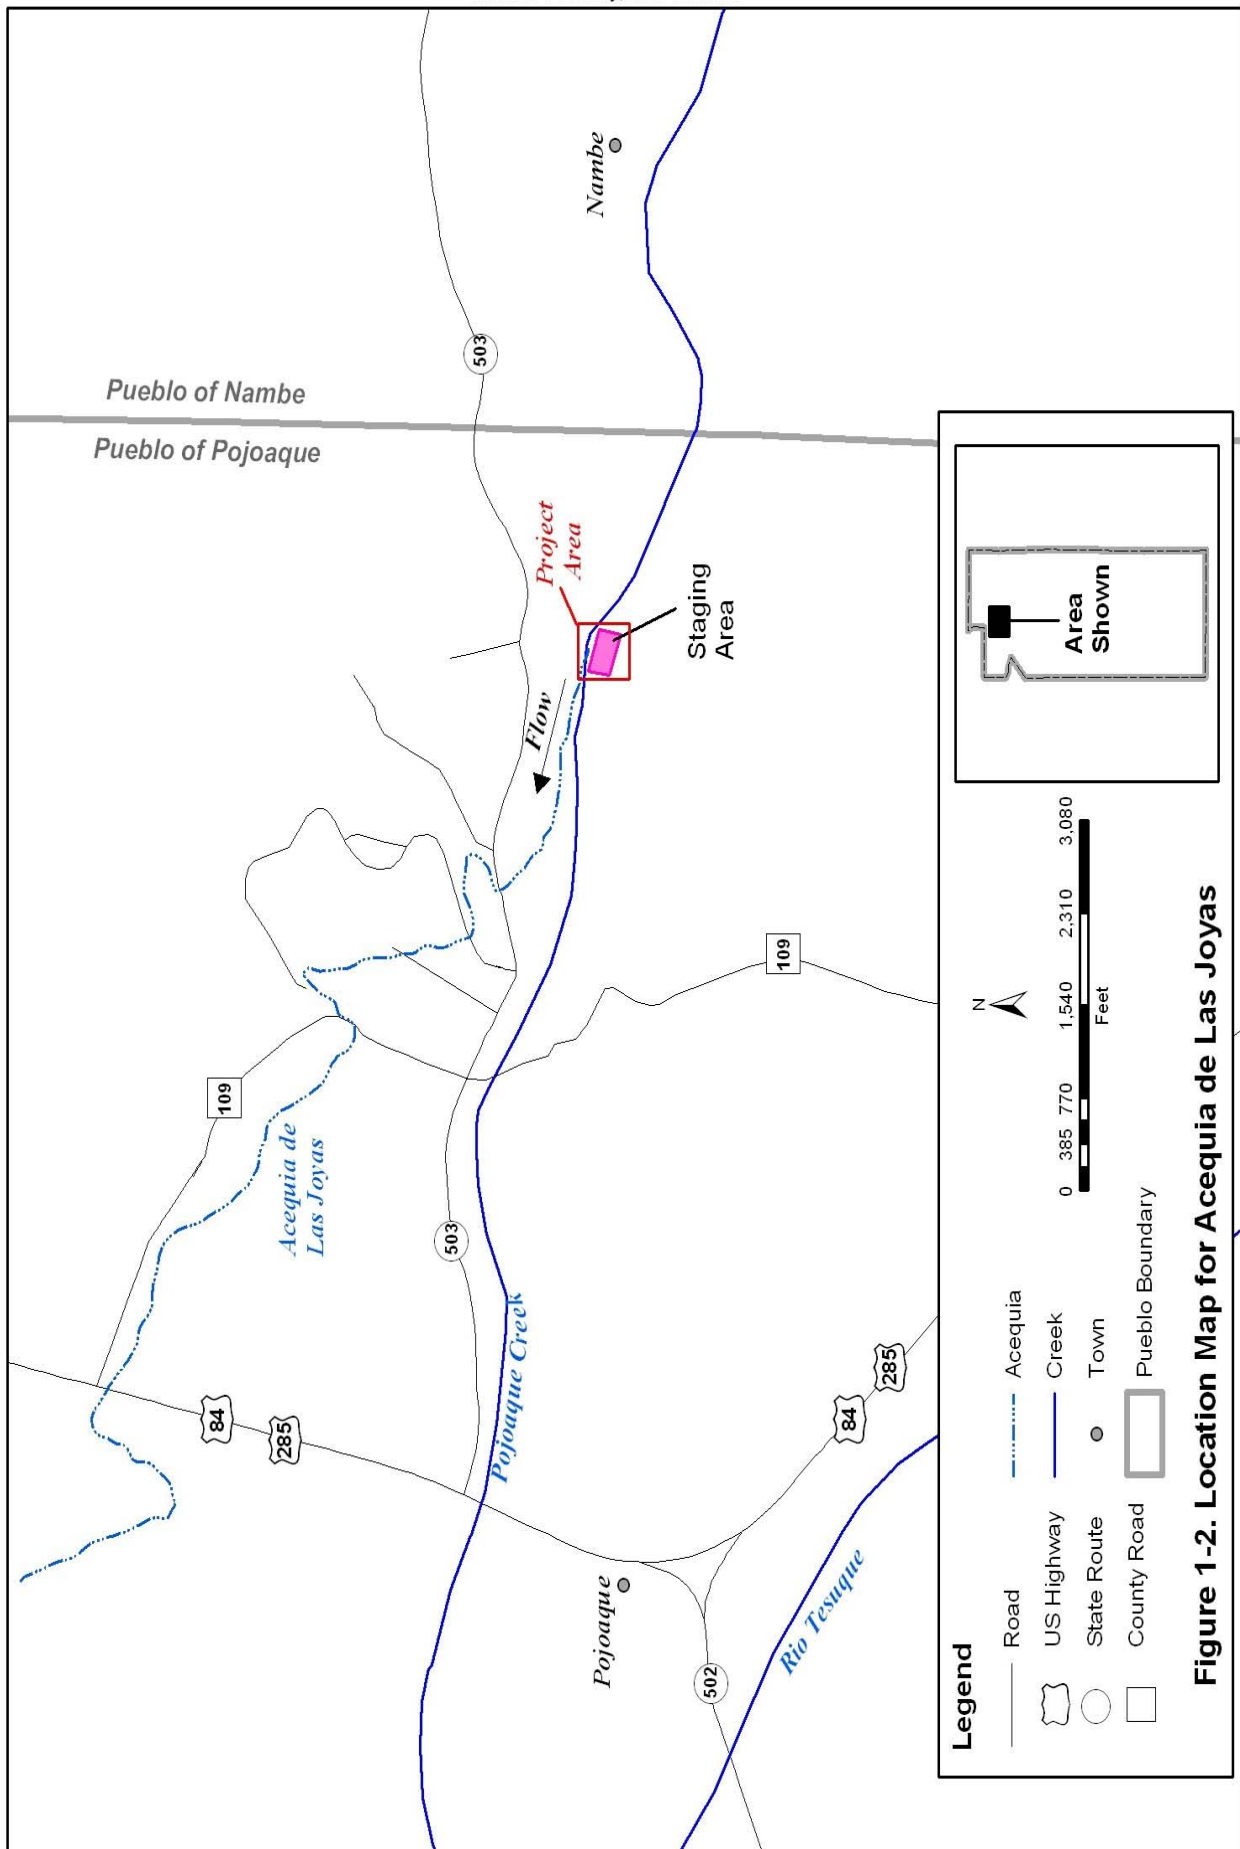 Pueblo of Pojoaque
Pueblo of Nambe
84
285
109
Acequia de
Las Joyas
503
503
Pojoaque Creek
Flow
Project
Area
Nambe
Pojoaque
Staging
Area
502
109
Rio Tesuque
84
285
Legend
Road
US Highway
State Route
County Road
Acequia
Creek
Town
Pueblo Boundary
N
0 385 770 1,540 2,310 3,080
Feet
Area
Shown
Figure 1-2. Location Map for Acequia de Las Joyas